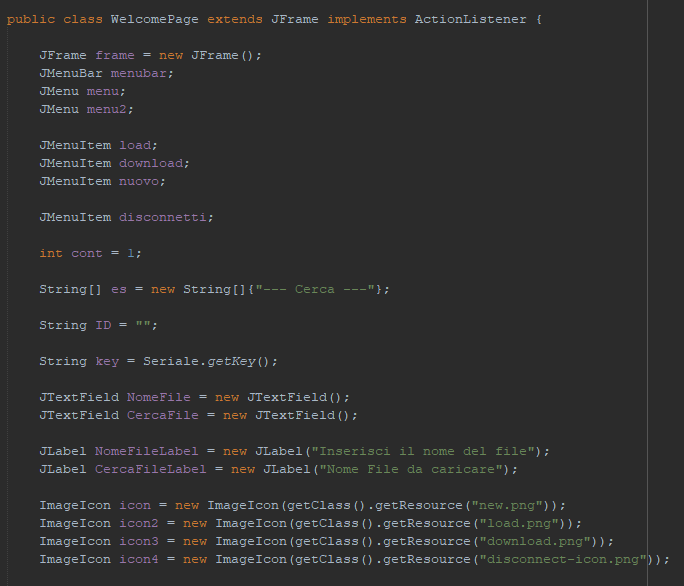 public class WelcomePage extends JFrame implements ActionListener {
JFrame frame = new JFrame();
JMenuBar menubar;
JMenu menu;
JMenu menu2;
JMenuItem load;
JMenuItem download;
JMenuItem nuovo;
JMenuItem disconnetti;
int cont = 1;
String[] es = new String[]{"--- Cerca ---"};
String ID = "";
String key = Seriale.getKey();
JTextField NomeFile = new JTextField();
JTextField CercaFile = new JTextField();
JLabel NomeFileLabel = new JLabel("Inserisci il nome del file");
JLabel CercaFileLabel = new JLabel("Nome File da caricare");
ImageIcon icon = new ImageIcon(getClass().getResource("new.png"));
ImageIcon icon2 = new ImageIcon(getClass().getResource("load.png"));
ImageIcon icon3 = new ImageIcon(getClass().getResource("download.png"));
ImageIcon icon4 = new ImageIcon(getClass().getResource("disconnect-icon.png"));